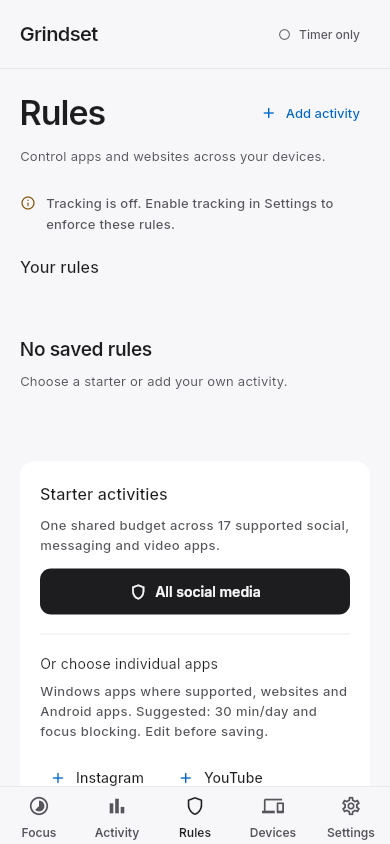 Grindset
Timer only
Rules
Add activity
Control apps and websites across your devices.
Tracking is off. Enable tracking in Settings to
enforce these rules.
Your rules
No saved rules
Choose a starter or add your own activity.
Starter activities
One shared budget across 17 supported social,
messaging and video apps.
All social media
Or choose individual apps
Windows apps where supported, websites and
Android apps. Suggested: 30 min/day and
focus blocking. Edit before saving.
Instagram
YouTube
Focus
Activity
Rules
Devices
Settings